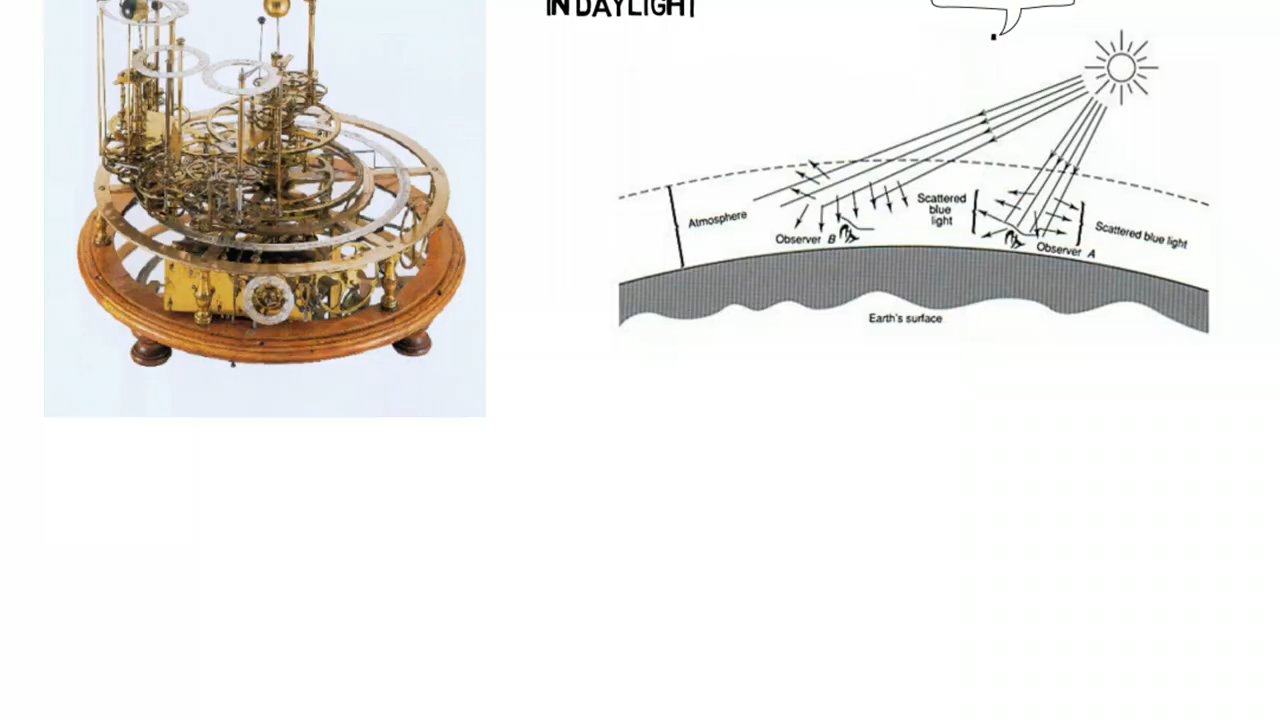 IN DAYLIGHT
Atmosphere
Observer B
Scattered
blue
light
Observer A
Scattered blue light
Earth's surface